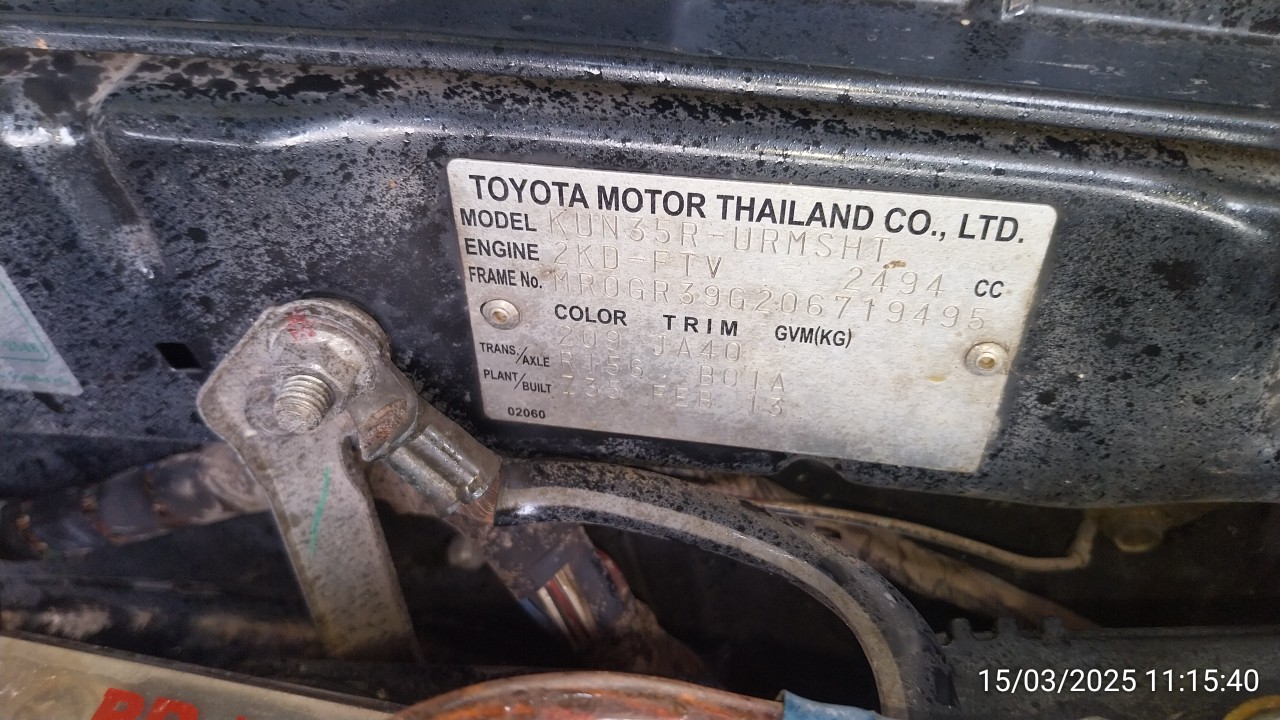 TOYOTA MOTOR THAILAND CO., LTD.
MODEL KUN35R-URMSHT
ENGINE 2KD-FTV 2494 CC
FRAME No. MR0GR39G206719495
COLOR TRIM GVM(KG)
209 JA40
TRANS./AXLE R156 B01A
PLANT/BUILT Z35 FEB 13
02060
15/03/2025 11:15:40